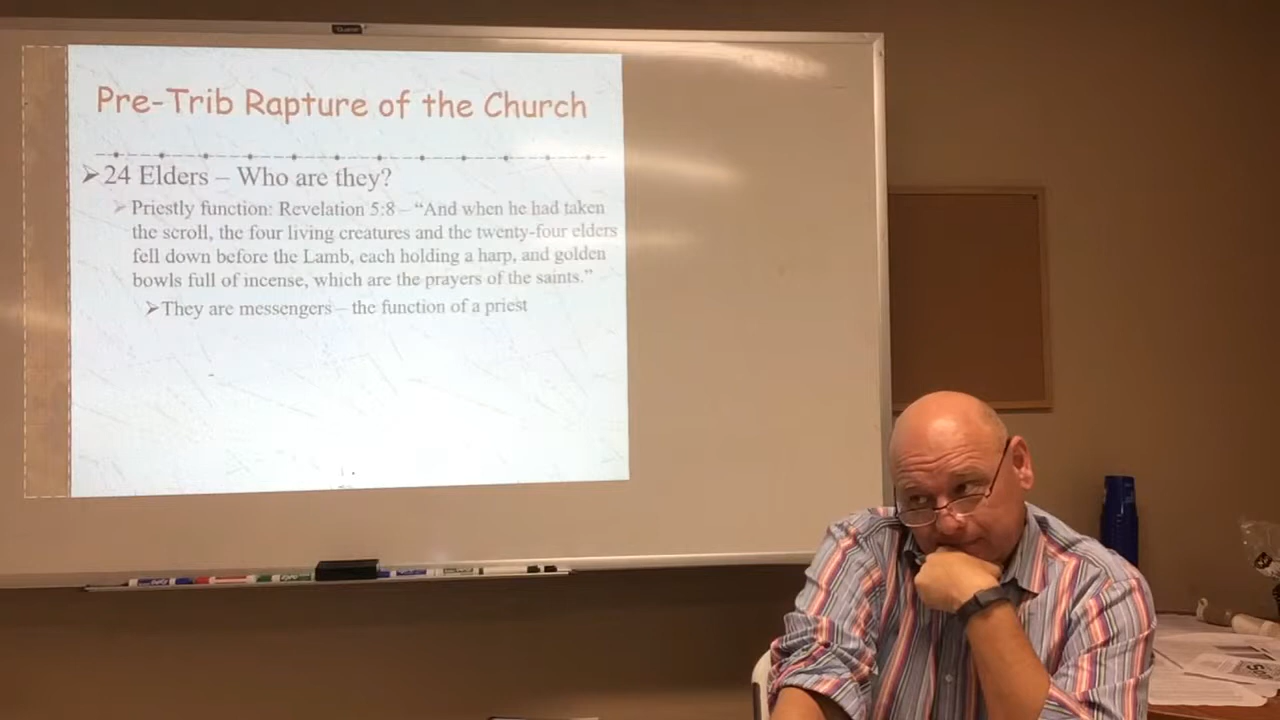 Pre-Trib Rapture of the Church
24 Elders – Who are they?
Priestly function: Revelation 5:8 – “And when he had taken
the scroll, the four living creatures and the twenty-four elders
fell down before the Lamb, each holding a harp, and golden
bowls full of incense, which are the prayers of the saints.”
They are messengers – the function of a priest